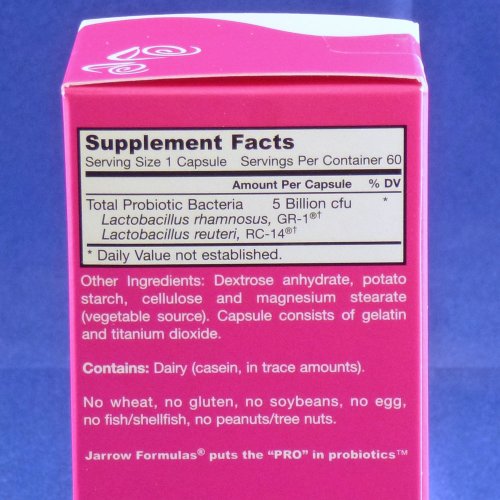 Supplement Facts
Serving Size 1 Capsule Servings Per Container 60
Amount Per Capsule % DV
Total Probiotic Bacteria 5 Billion cfu *
Lactobacillus rhamnosus, GR-1®†
Lactobacillus reuteri, RC-14®†
* Daily Value not established.
Other Ingredients: Dextrose anhydrate, potato
starch, cellulose and magnesium stearate
(vegetable source). Capsule consists of gelatin
and titanium dioxide.
Contains: Dairy (casein, in trace amounts).
No wheat, no gluten, no soybeans, no egg,
no fish/shellfish, no peanuts/tree nuts.
Jarrow Formulas® puts the “PRO” in probiotics™